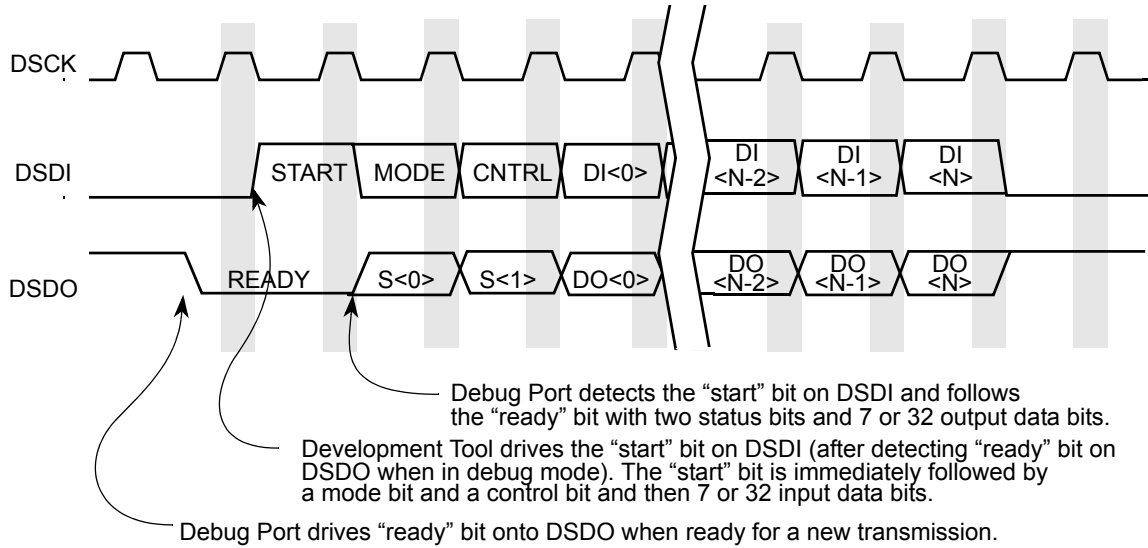 DSCK
DSDI
START MODE CNTRL DI<0> DI DI DI
<N-2> <N-1> <N>
DSDO
READY S<0> S<1> DO<0> DO DO DO
<N-2> <N-1> <N>
Debug Port detects the “start” bit on DSDI and follows
the “ready” bit with two status bits and 7 or 32 output data bits.
Development Tool drives the “start” bit on DSDI (after detecting “ready” bit on
DSDO when in debug mode). The “start” bit is immediately followed by
a mode bit and a control bit and then 7 or 32 input data bits.
Debug Port drives “ready” bit onto DSDO when ready for a new transmission.